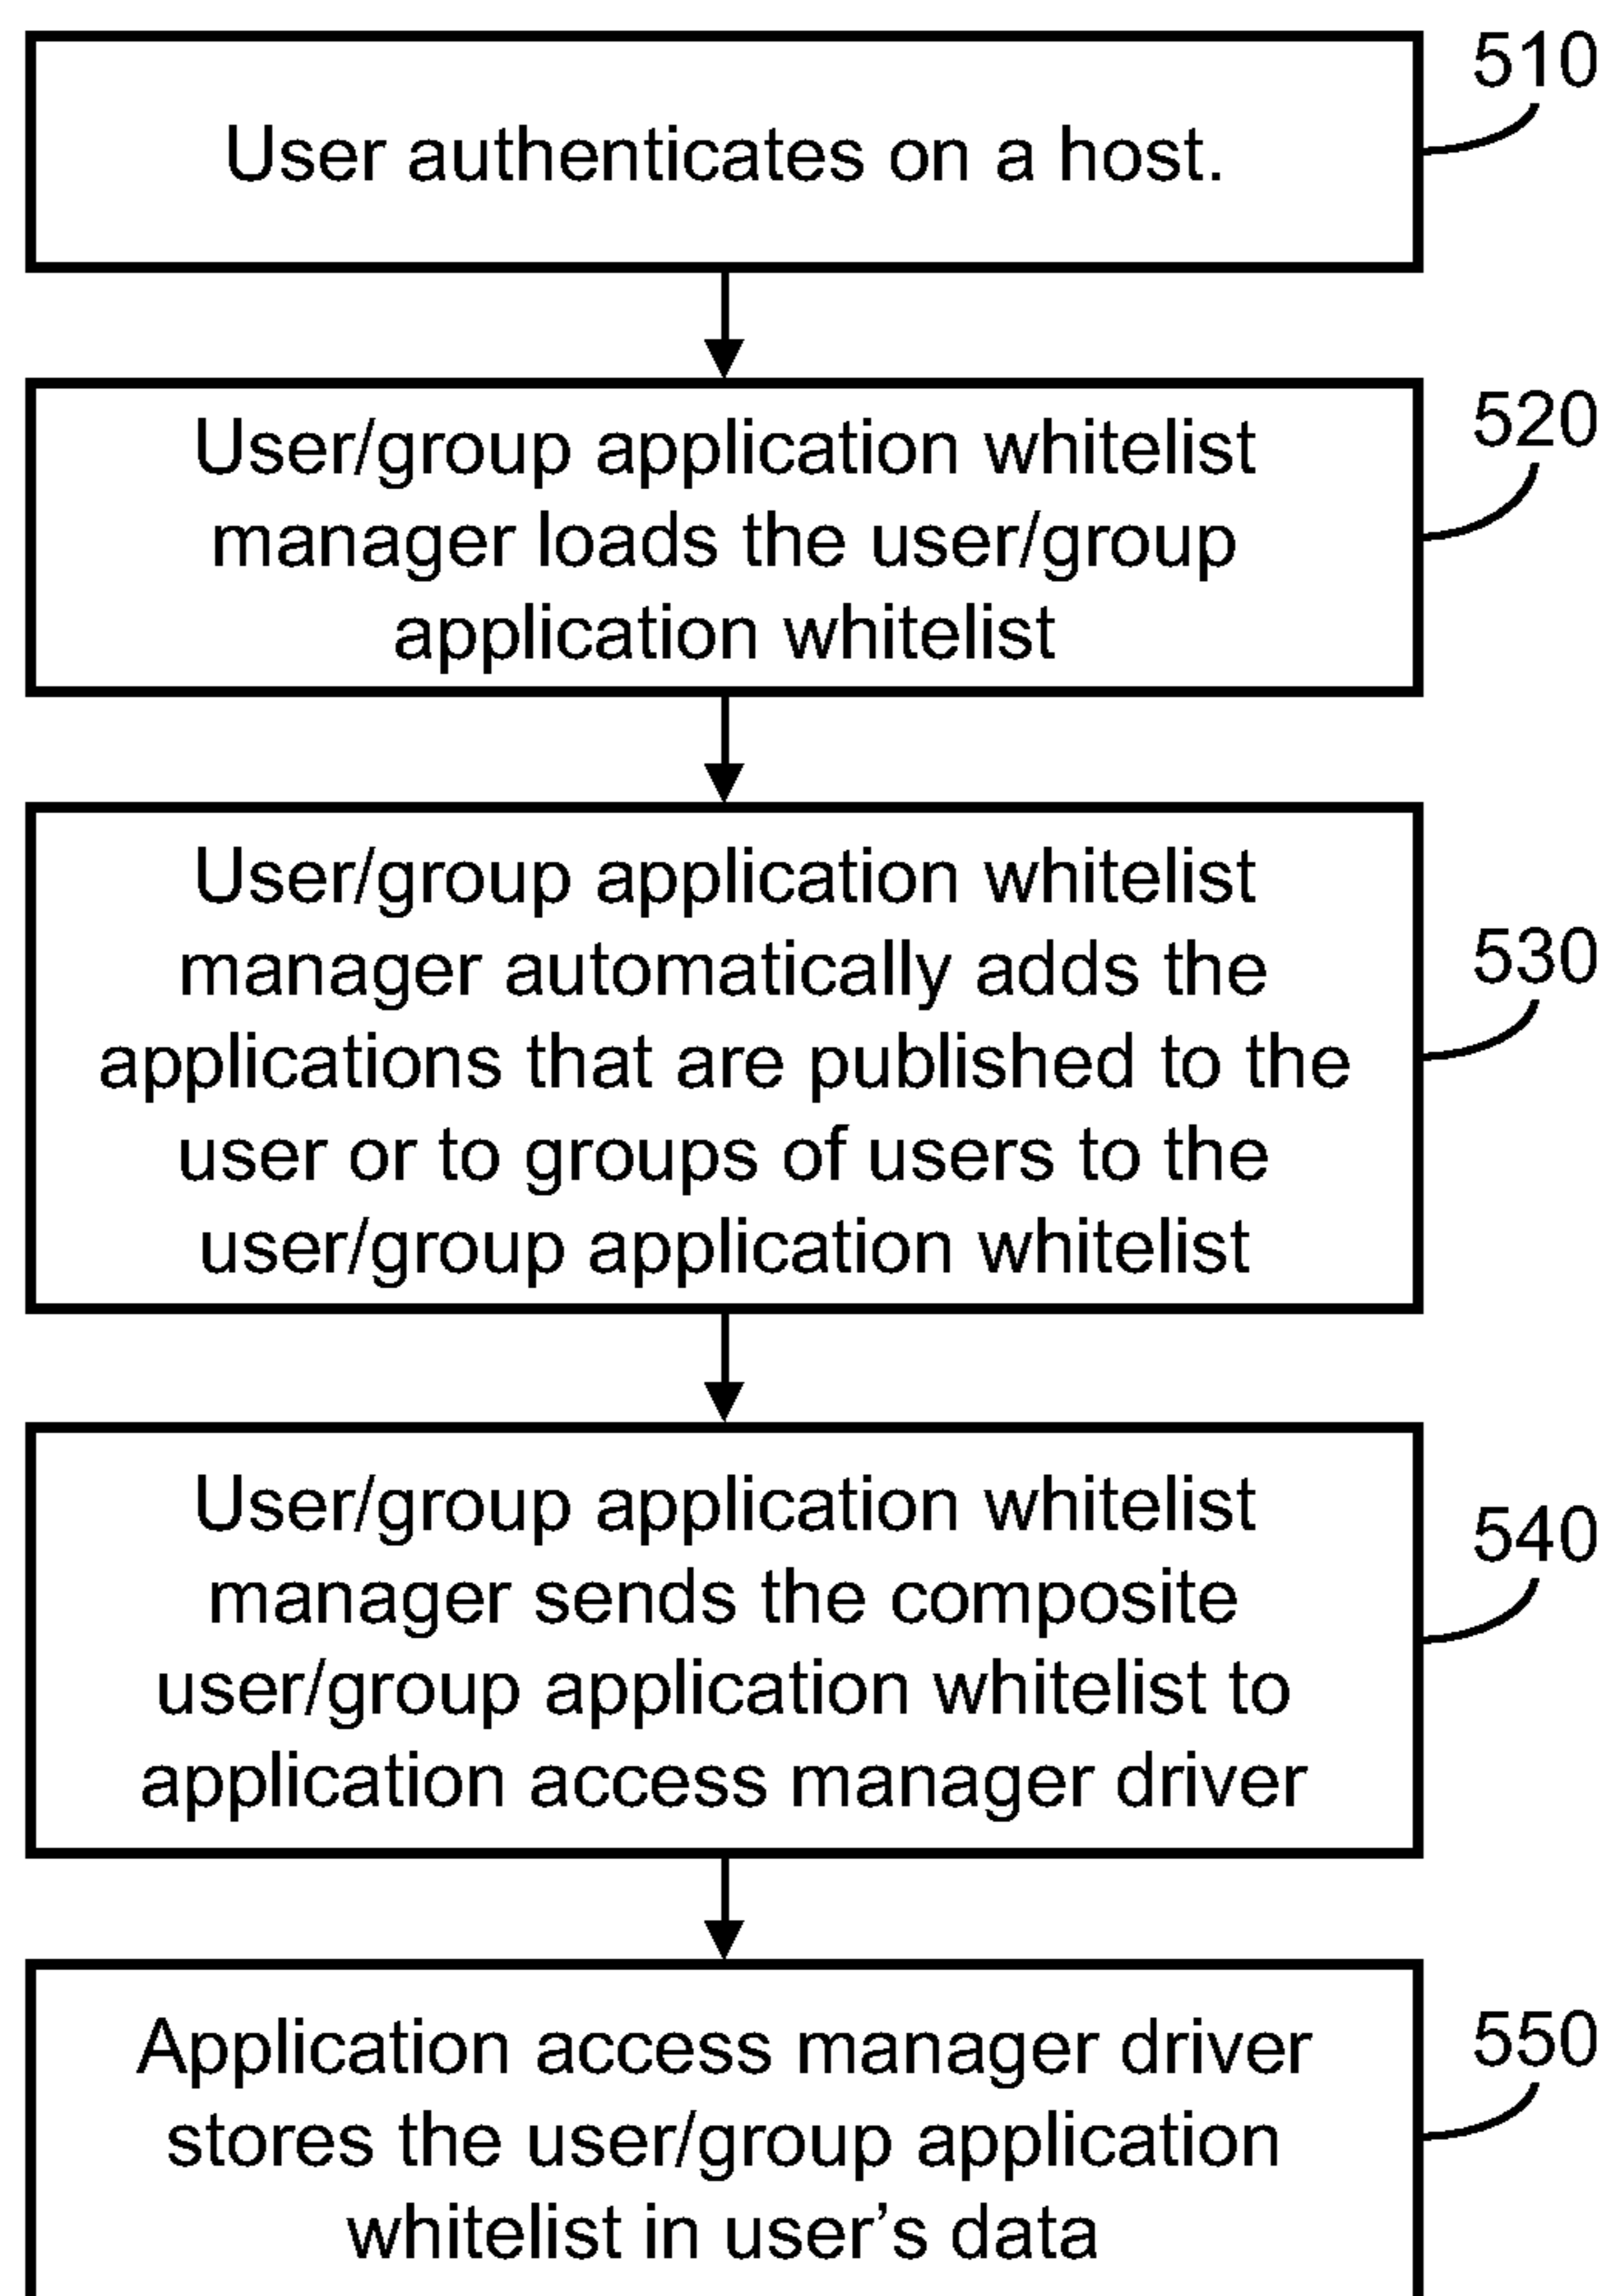 510
User authenticates on a host.
520
User/group application whitelist
manager loads the user/group
application whitelist
530
User/group application whitelist
manager automatically adds the
applications that are published to the
user or to groups of users to the
user/group application whitelist
540
User/group application whitelist
manager sends the composite
user/group application whitelist to
application access manager driver
550
Application access manager driver
stores the user/group application
whitelist in user’s data